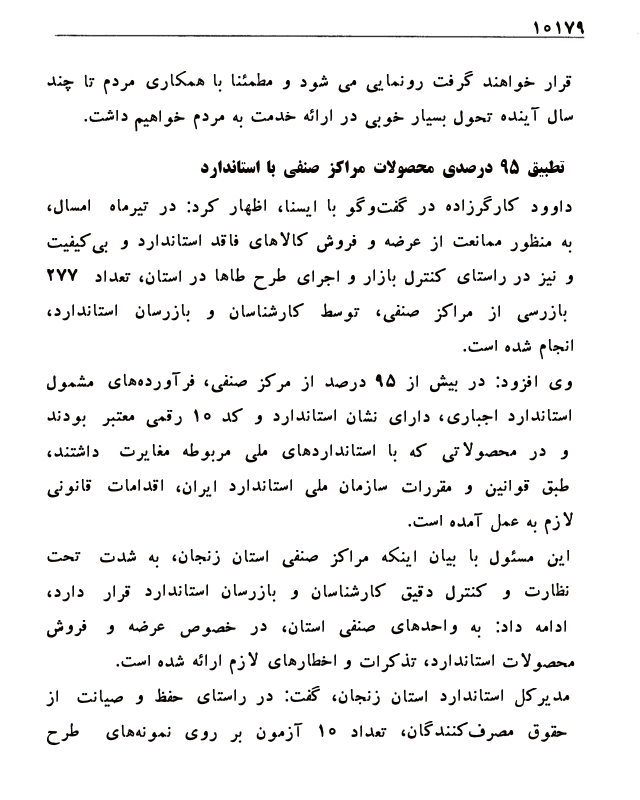 ۱۰۱۷۹
قرار خواهند گرفت رونمایی می شود و مطمئنا با همکاری مردم تا چند
سال آینده تحول بسیار خوبی در ارائه خدمت به مردم خواهیم داشت.
تطبیق ۹۵ درصدی محصولات مراکز صنفی با استاندارد
داوود کارگرزاده در گفت‌وگو با ایسنا، اظهار کرد: در تیرماه امسال،
به منظور ممانعت از عرضه و فروش کالاهای فاقد استاندارد و بی‌کیفیت
و نیز در راستای کنترل بازار و اجرای طرح طاها در استان، تعداد ۲۷۷
بازرسی از مراکز صنفی، توسط کارشناسان و بازرسان استاندارد،
انجام شده است.
وی افزود: در بیش از ۹۵ درصد از مرکز صنفی، فرآورده‌های مشمول
استاندارد اجباری، دارای نشان استاندارد و کد ۱۰ رقمی معتبر بودند
و در محصولاتی که با استانداردهای ملی مربوطه مغایرت داشتند،
طبق قوانین و مقررات سازمان ملی استاندارد ایران، اقدامات قانونی
لازم به عمل آمده است.
این مسئول با بیان اینکه مراکز صنفی استان زنجان، به شدت تحت
نظارت و کنترل دقیق کارشناسان و بازرسان استاندارد قرار دارد،
ادامه داد: به واحدهای صنفی استان، در خصوص عرضه و فروش
محصولات استاندارد، تذکرات و اخطارهای لازم ارائه شده است.
مدیرکل استاندارد استان زنجان، گفت: در راستای حفظ و صیانت از
حقوق مصرف‌کنندگان، تعداد ۱۰ آزمون بر روی نمونه‌های طرح